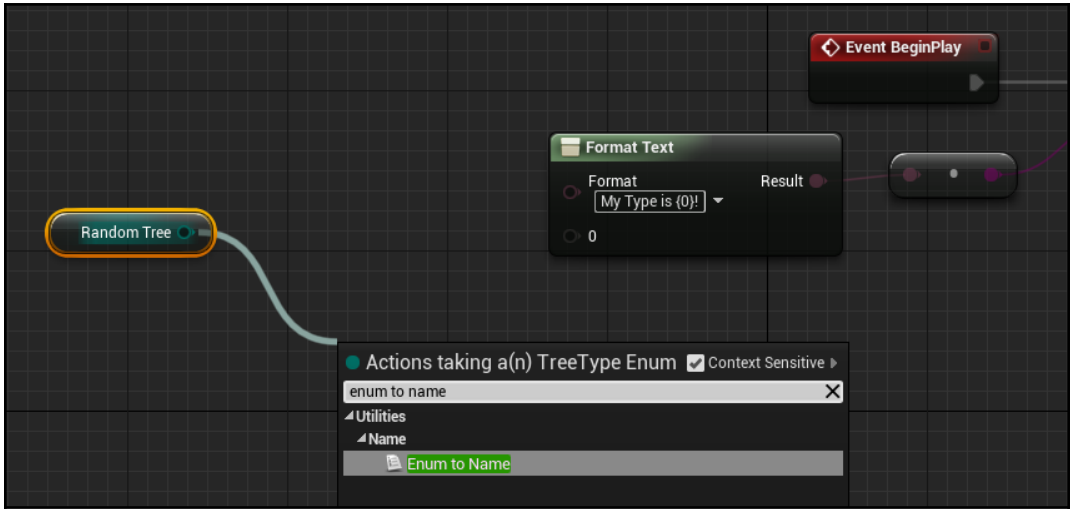 Event BeginPlay
Format Text
Format
My Type is {0}!
Result
0
Random Tree
Actions taking a(n) TreeType Enum
Context Sensitive
enum to name
Utilities
Name
Enum to Name